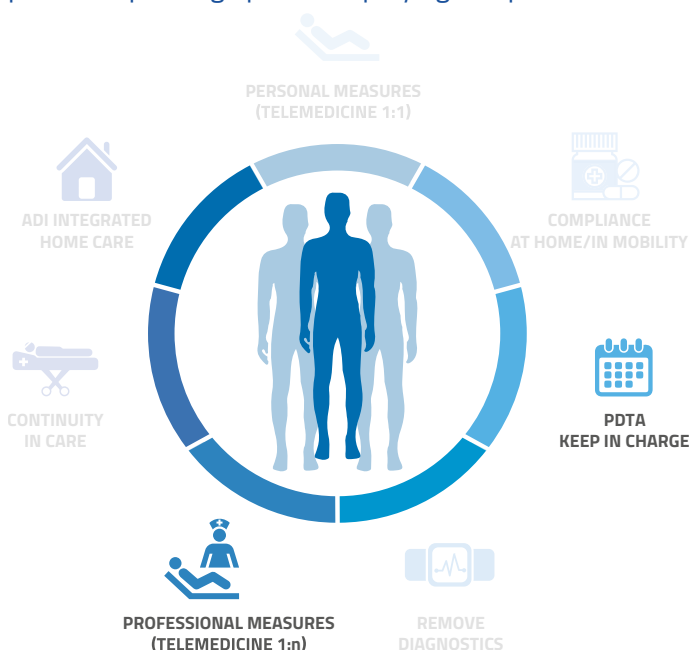 PERSONAL MEASURES
(TELEMEDICINE 1:1)
ADI INTEGRATED
HOME CARE
COMPLIANCE
AT HOME/IN MOBILITY
CONTINUITY
IN CARE
PDTA
KEEP IN CHARGE
PROFESSIONAL MEASURES
(TELEMEDICINE 1:n)
REMOVE
DIAGNOSTICS